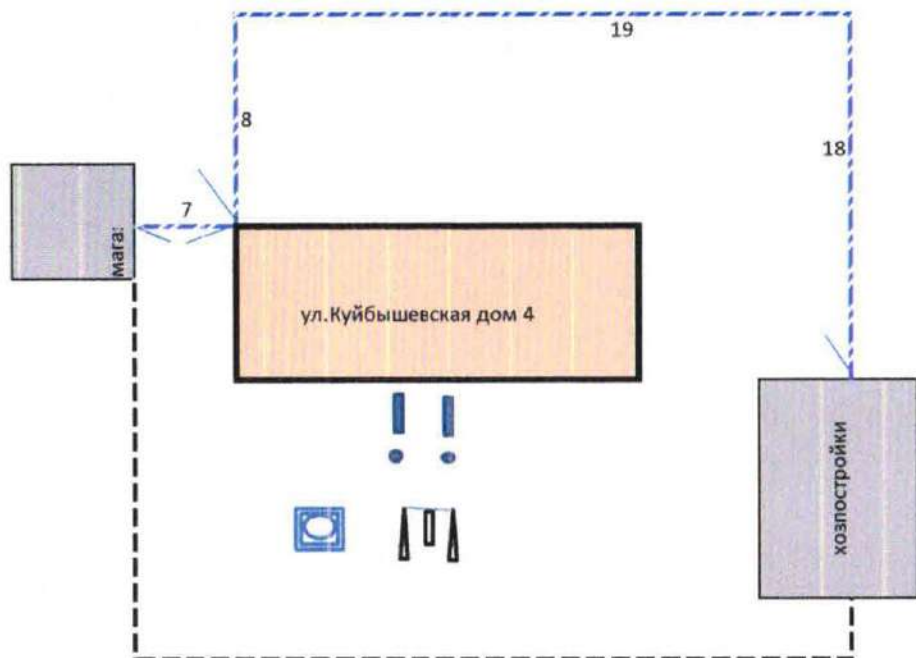 19
8
18
7
мага:
ул.Куйбышевская дом 4
хозпостройки